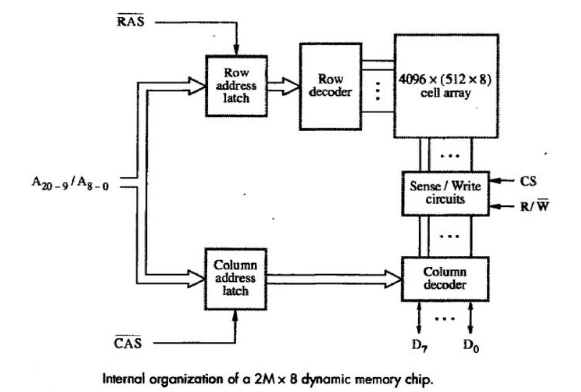 RAS
Row
address
latch
Row
decoder
4096 × (512 × 8)
cell array
...
A20 – 9 / A8 – 0
Sense / Write
circuits
CS
R/ W̅
...
Column
address
latch
Column
decoder
CAS
D7
...
D0
Internal organization of a 2M × 8 dynamic memory chip.